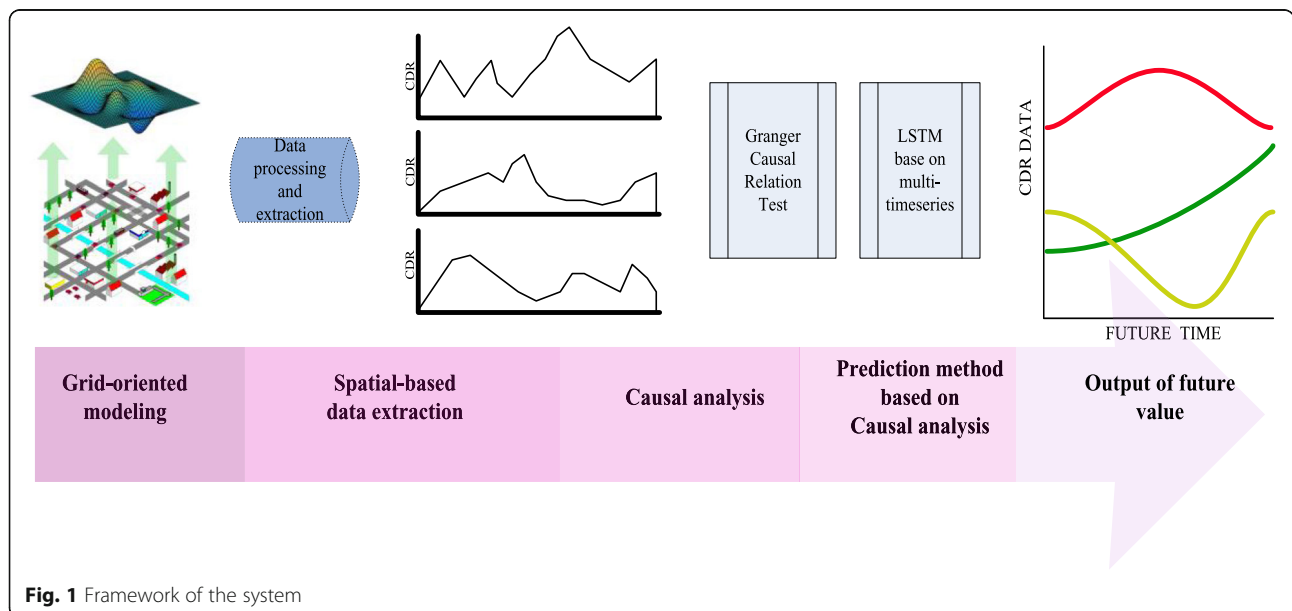 Data
processing
and
extraction
CDR
CDR
CDR
Granger
Causal
Relation
Test
LSTM
base on
multi-
timeseries
CDR DATA
FUTURE TIME
Grid-oriented
modeling
Spatial-based
data extraction
Causal analysis
Prediction method
based on
Causal analysis
Output of future
value
Fig. 1 Framework of the system